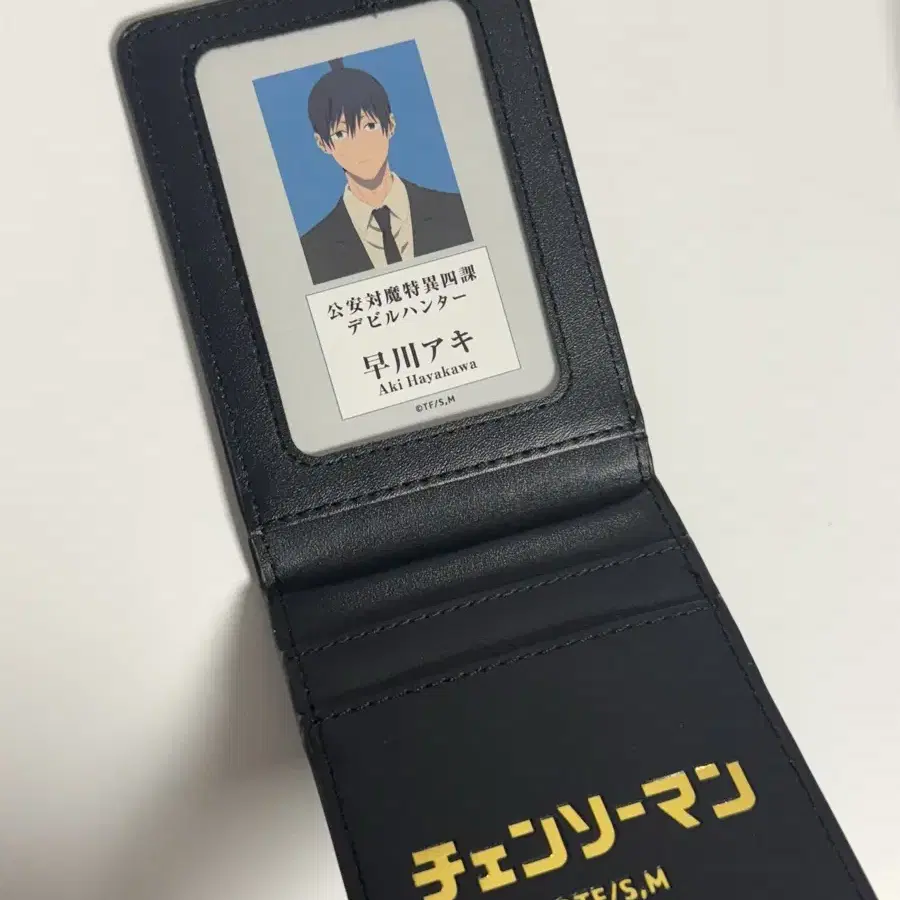 公安対魔特異四課
デビルハンター
早川アキ
Aki Hayakawa
©TF/S,M
チェンソーマン
©TF/S,M